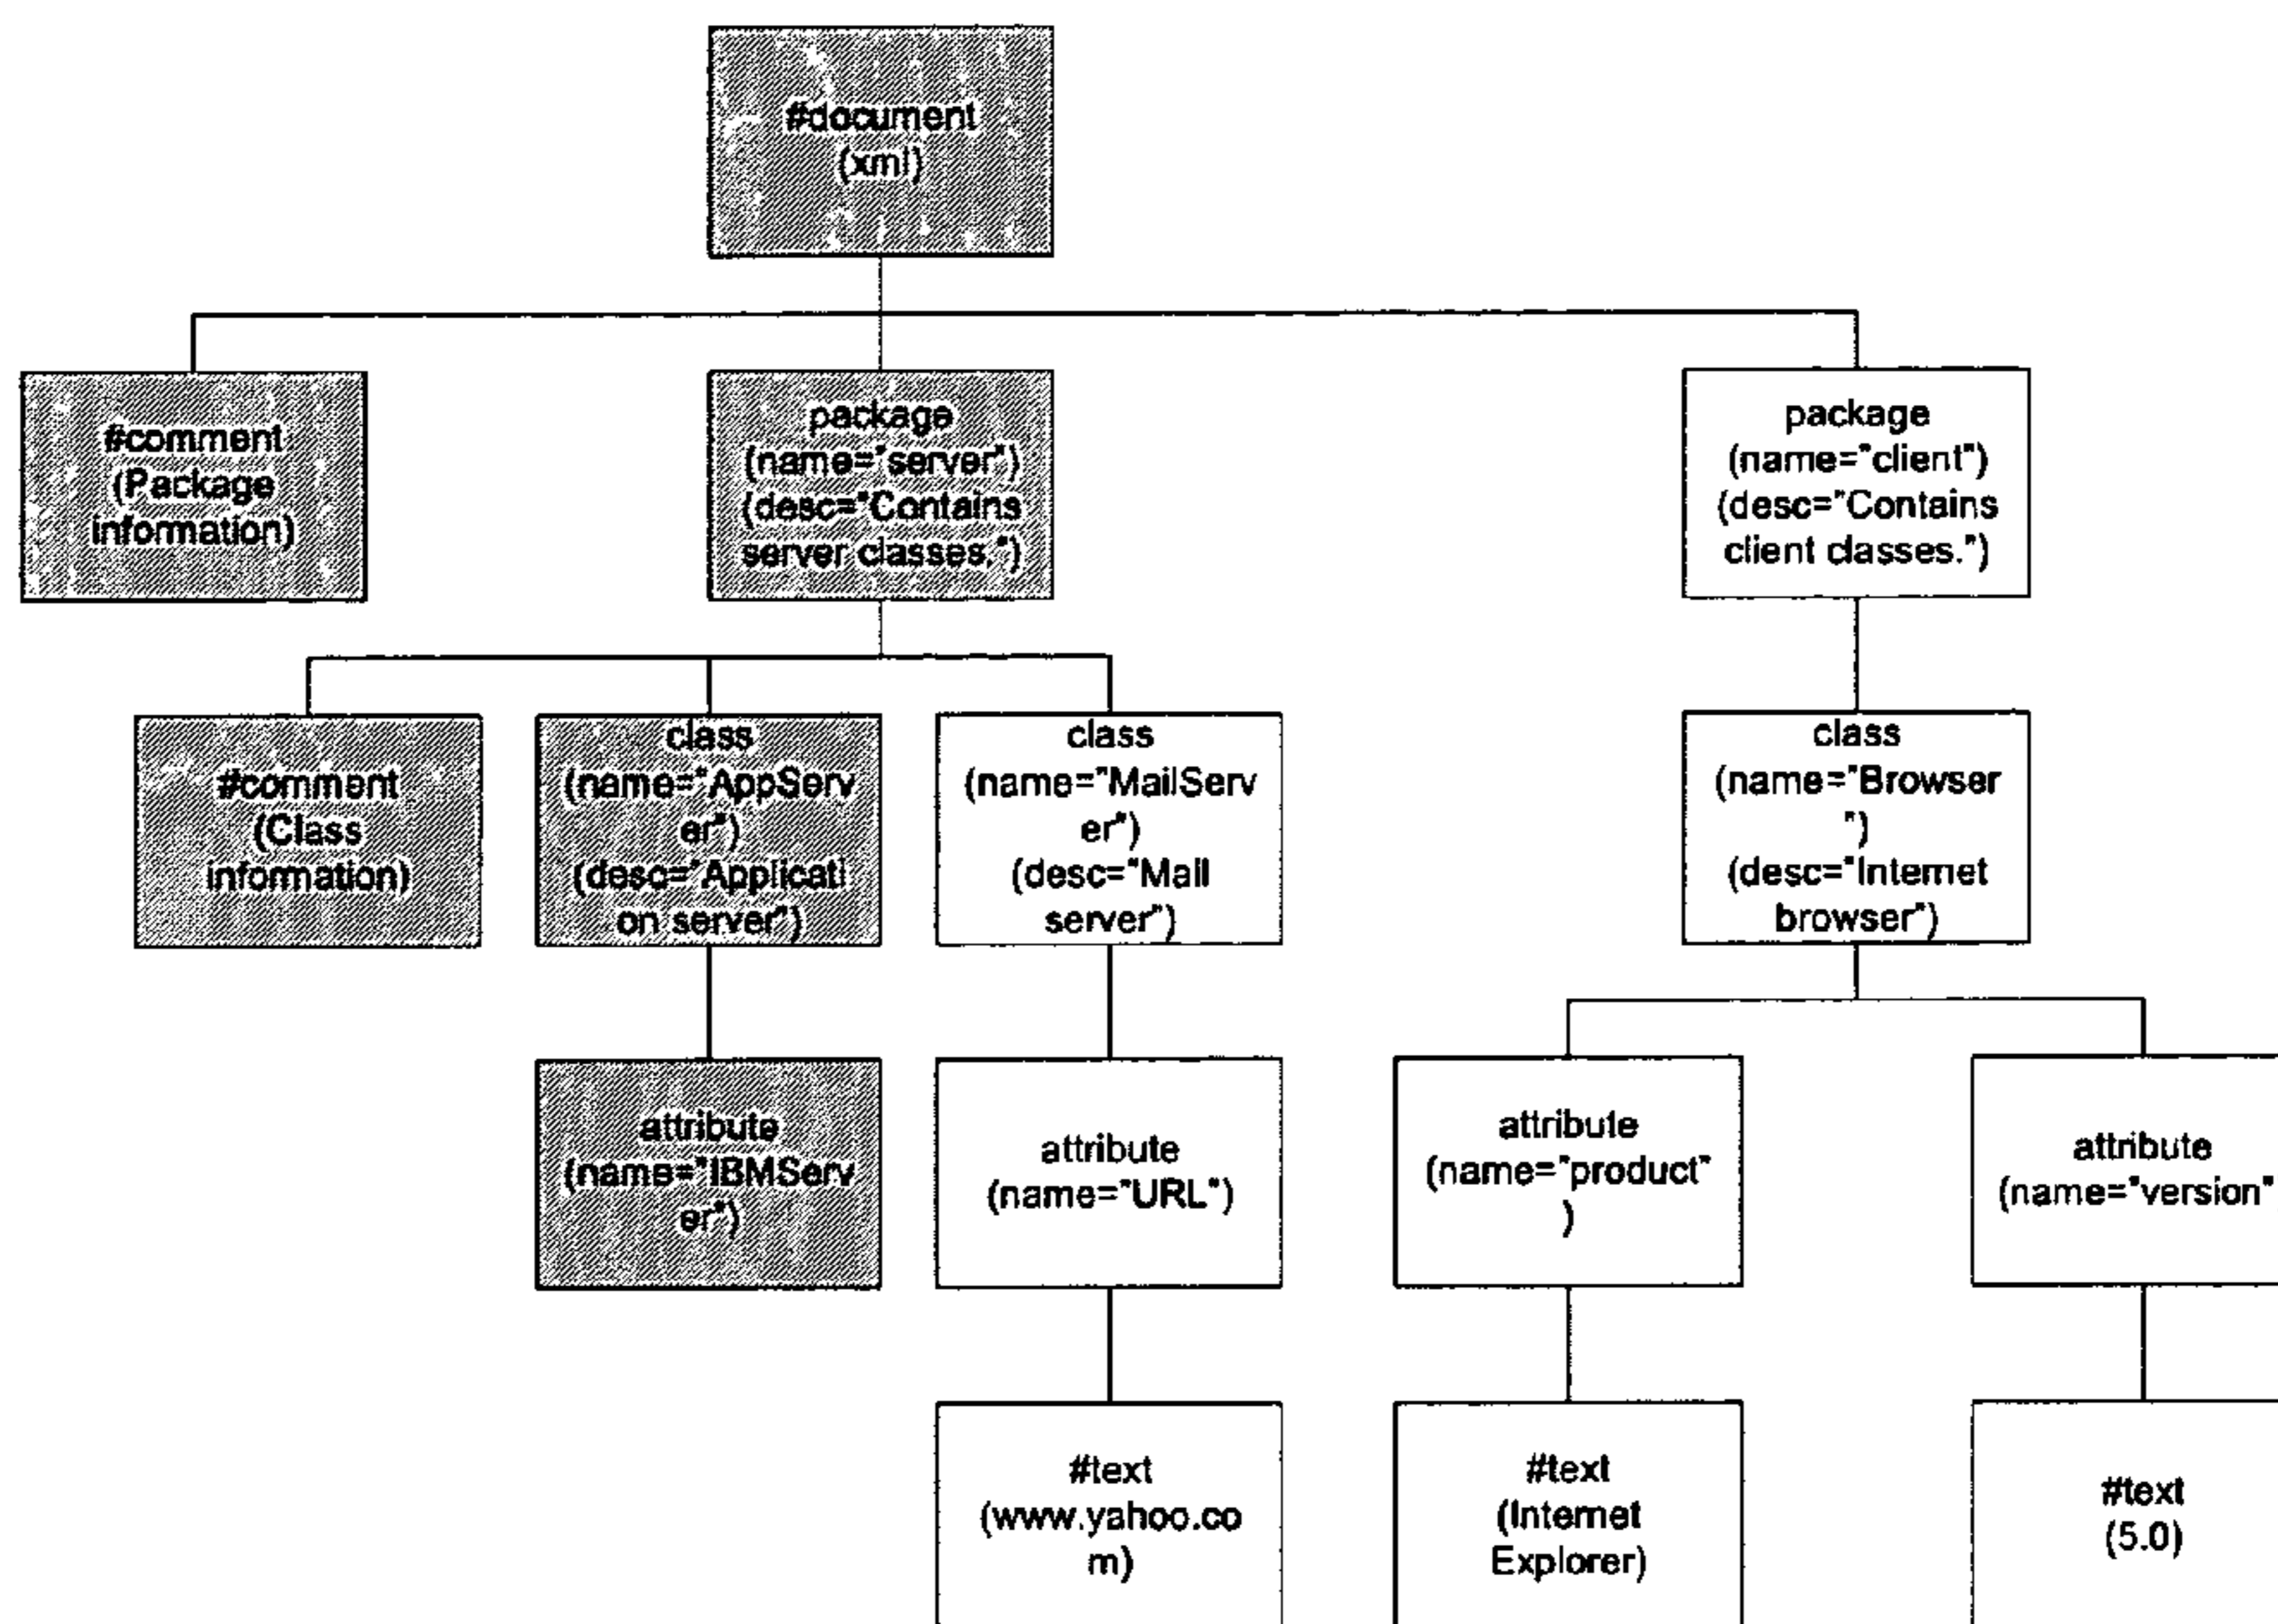 #document
(xml)
#comment
(Package
information)
package
(name="server")
(desc="Contains
server classes.")
package
(name="client")
(desc="Contains
client classes.")
#comment
(Class
information)
class
(name="AppServ
er")
(desc="Applicati
on server")
class
(name="MailServ
er")
(desc="Mail
server")
class
(name="Browser
")
(desc="Internet
browser")
attribute
(name="IBMServ
er")
attribute
(name="URL")
attribute
(name="product"
)
attribute
(name="version"
#text
(www.yahoo.co
m)
#text
(Internet
Explorer)
#text
(5.0)